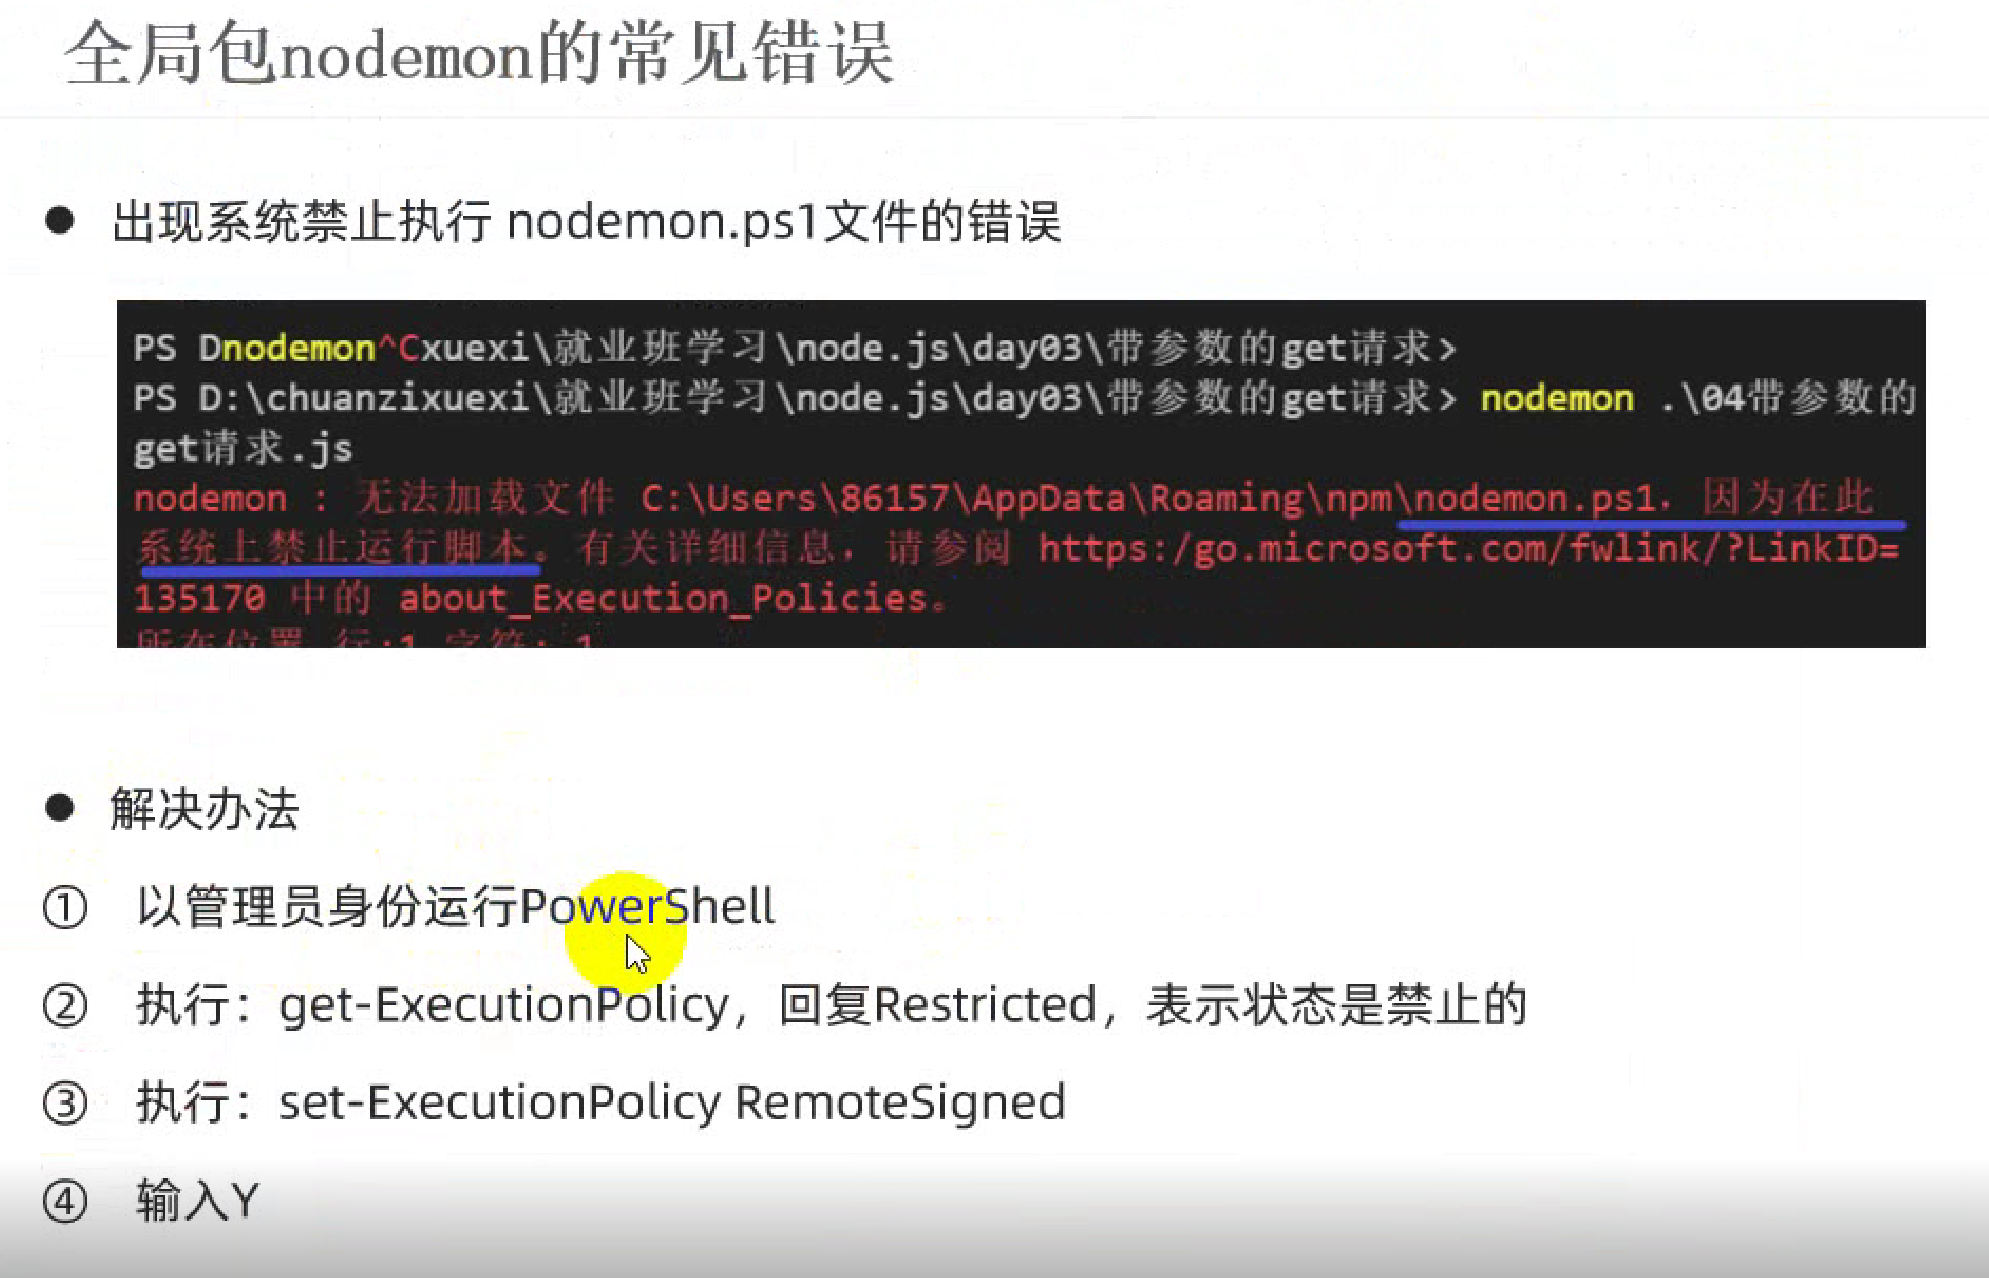 全局包nodemon的常见错误
● 出现系统禁止执行 nodemon.ps1文件的错误
PS Dnodemon^Cxuexi\就业班学习\node.js\day03\带参数的get请求>
PS D:\chuanzixuexi\就业班学习\node.js\day03\带参数的get请求> nodemon .\04带参数的
get请求.js
nodemon : 无法加载文件 C:\Users\86157\AppData\Roaming\npm\nodemon.ps1，因为在此
系统上禁止运行脚本。有关详细信息，请参阅 https:/go.microsoft.com/fwlink/?LinkID=
135170 中的 about_Execution_Policies。
所在位置 行:1 字符: 1
● 解决办法
① 以管理员身份运行PowerShell
② 执行：get-ExecutionPolicy，回复Restricted，表示状态是禁止的
③ 执行：set-ExecutionPolicy RemoteSigned
④ 输入Y